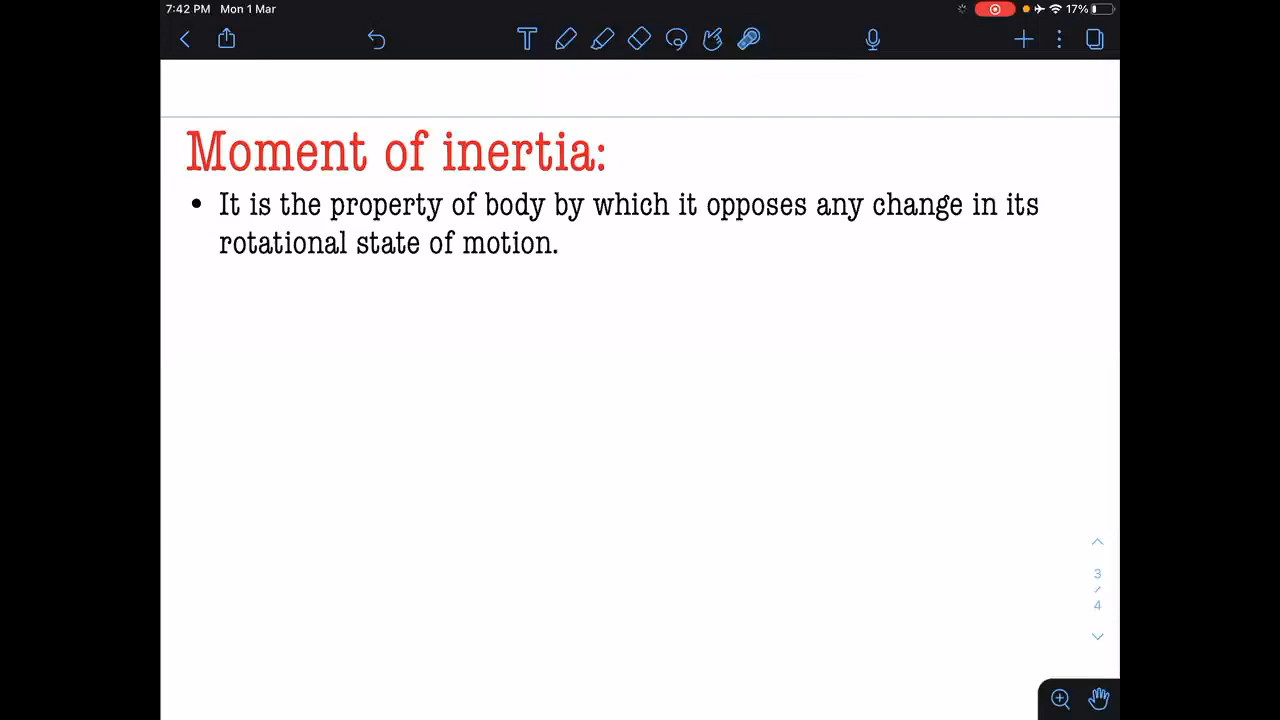 7:42 PM Mon 1 Mar 17%
Moment of inertia:
• It is the property of body by which it opposes any change in its
rotational state of motion.
3
/
4